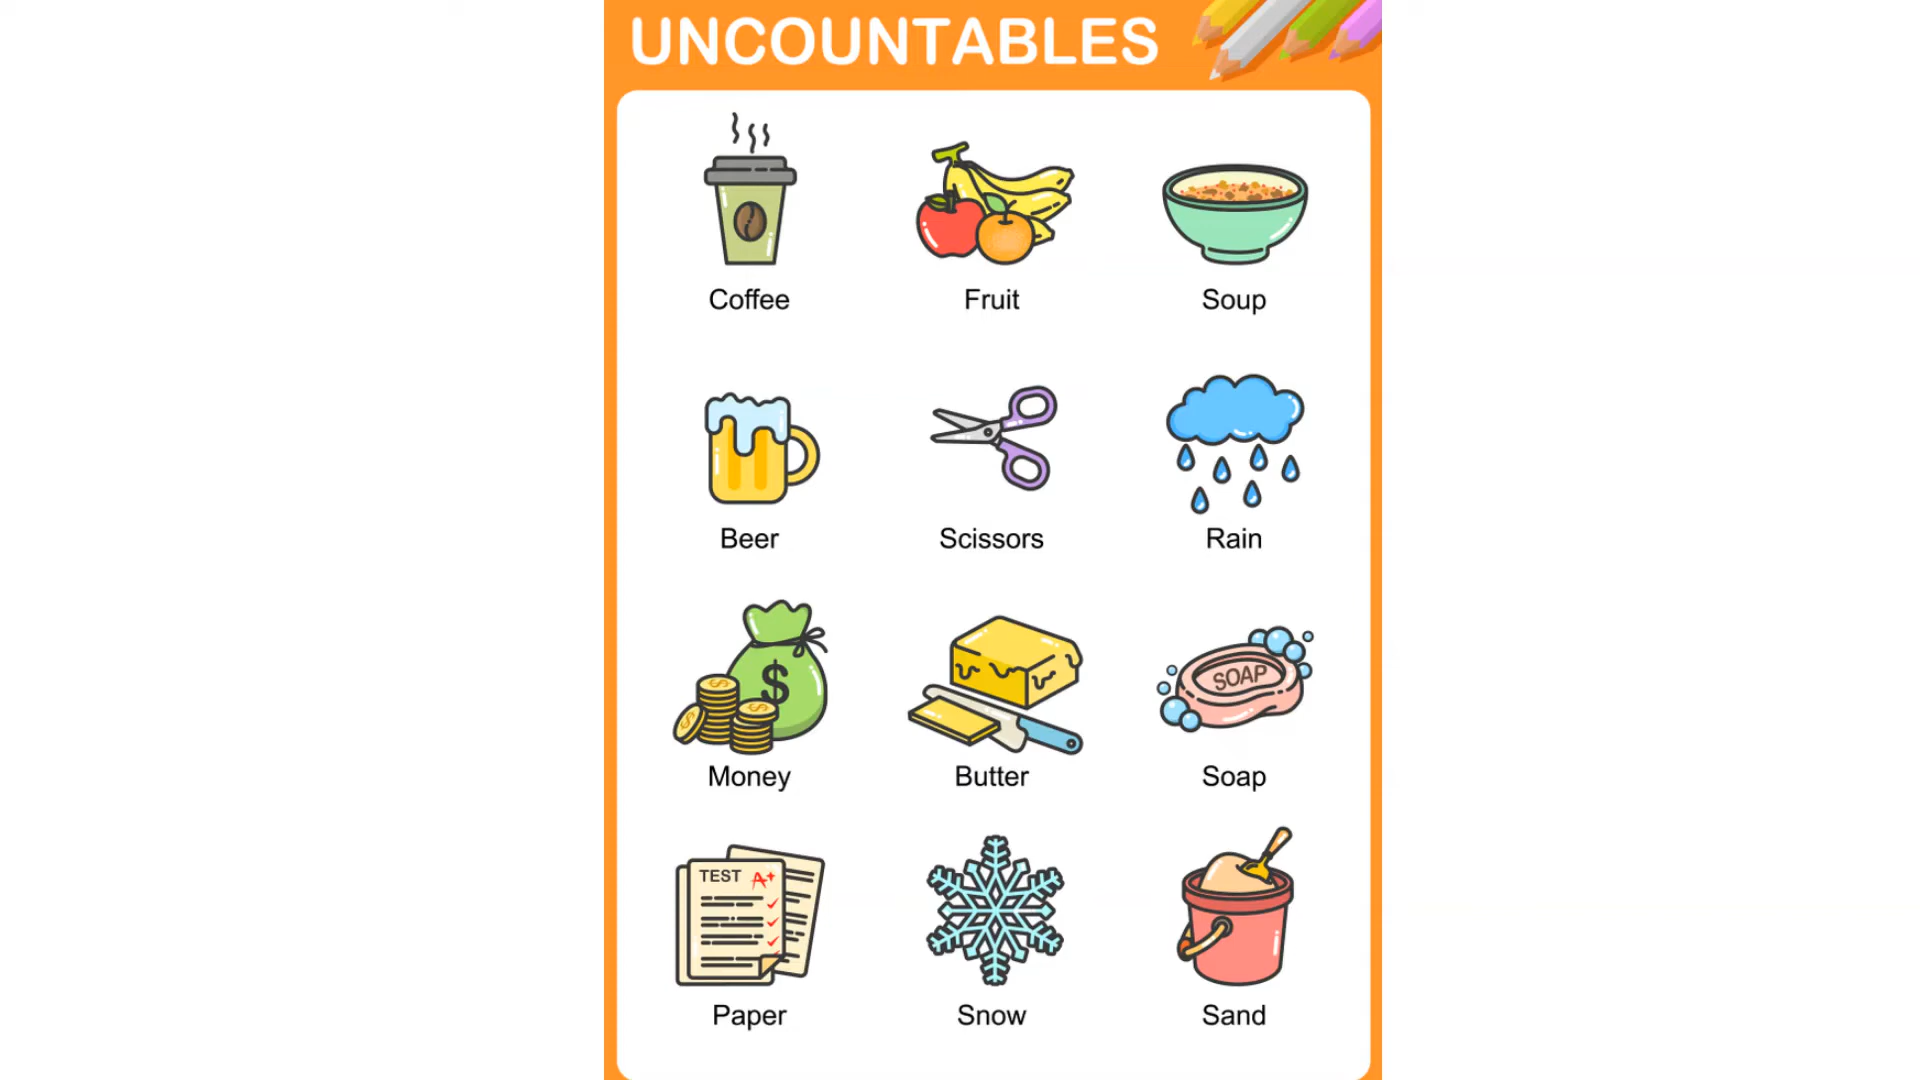 UNCOUNTABLES
Coffee Fruit Soup
Beer Scissors Rain
$
SOAP
Money Butter Soap
TEST A+
Paper Snow Sand